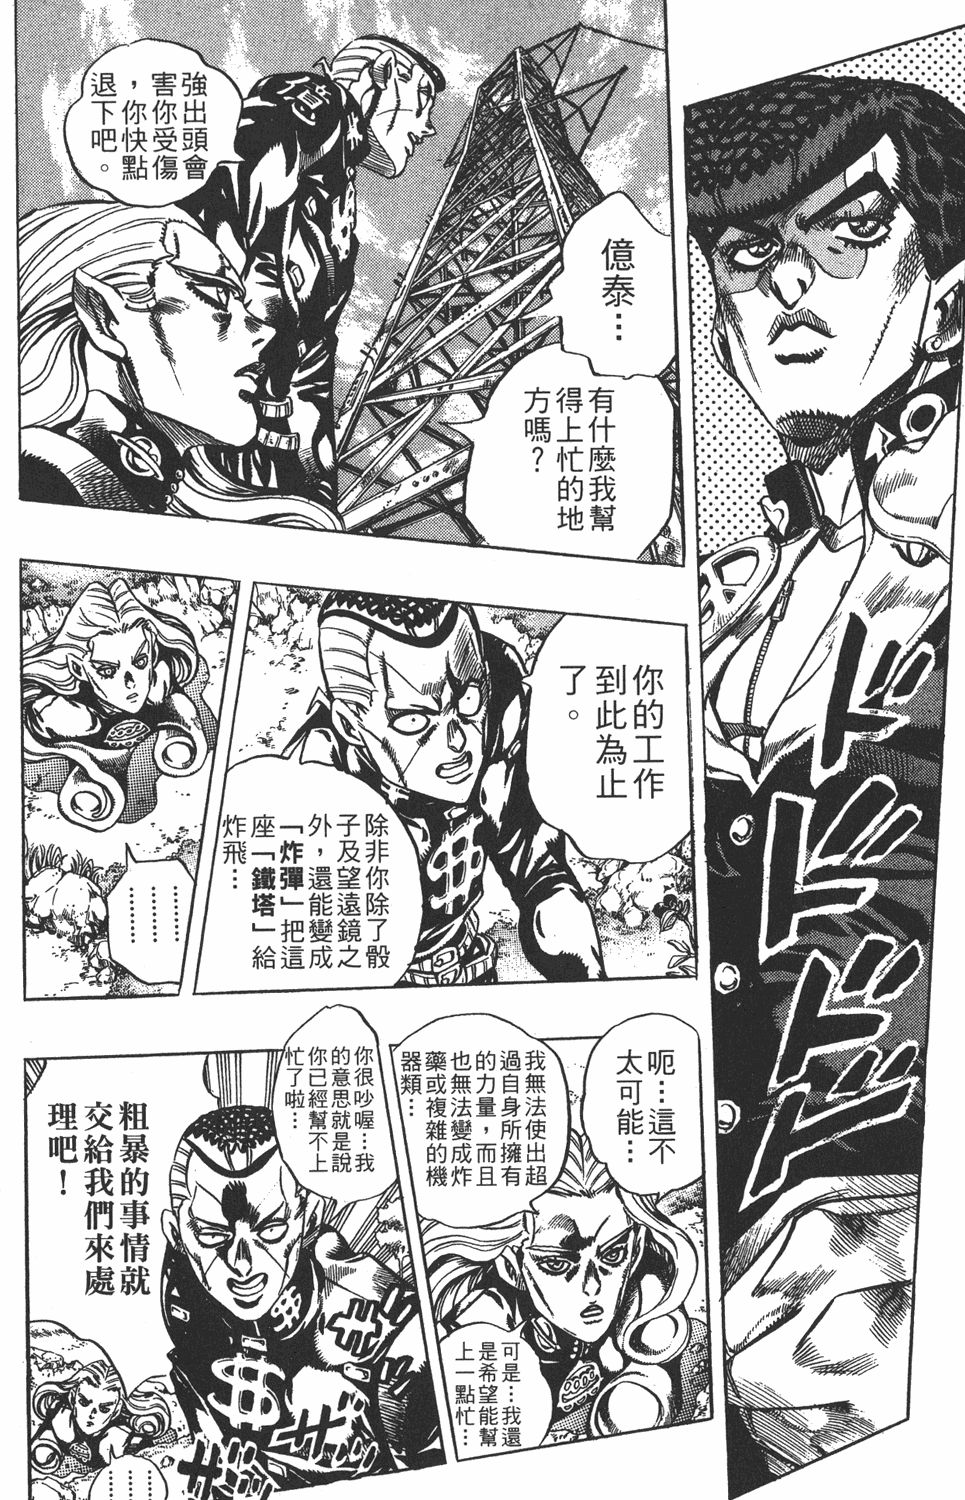 ドドドド
億泰…
有什麼我幫
得上忙的地
方嗎？
強出頭會
害你受傷
，你快點
退下吧。
億
你的工作
到此為止
了。
除非你除了骰
子及望遠鏡之
外，還能變成
「炸彈」把這
座「鐵塔」給
炸飛…
………
………
呃…這不
太可能…
我無法使出超
過自身所擁有
的力量，而且
也無法變成炸
藥或複雜的機
器類…
可是…我還
是希望能幫
上一點忙…
你很吵喔…我
的意思就是說
你已經幫不上
忙了啦…
粗暴的事情就
交給我們來處
理吧！
………
………